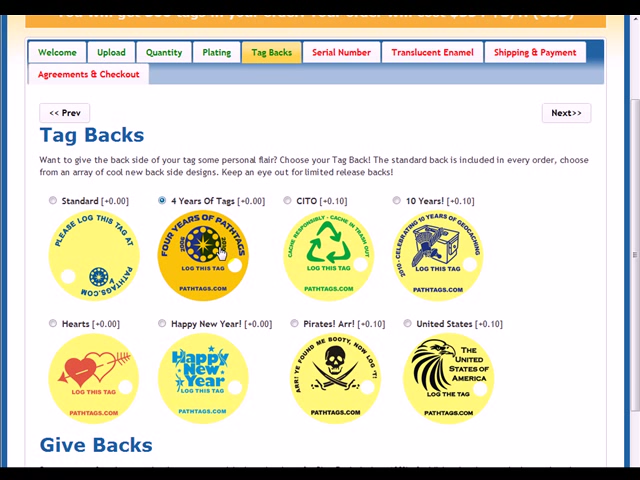 Welcome
Upload
Quantity
Plating
Tag Backs
Serial Number
Translucent Enamel
Shipping & Payment
Agreements & Checkout
<< Prev
Next>>
Tag Backs
Want to give the back side of your tag some personal flair? Choose your Tag Back! The standard back is included in every order, choose
from an array of cool new back side designs. Keep an eye out for limited release backs!
Standard [+0.00]
4 Years Of Tags [+0.00]
CITO [+0.10]
10 Years! [+0.10]
PLEASE LOG THIS TAG AT
PATHTAGS.COM
FOUR YEARS OF PATHTAGS
LOG THIS TAG
PATHTAGS.COM
CACHE RESPONSIBLY - CACHE IN TRASH OUT
LOG THIS TAG
PATHTAGS.COM
2010 - CELEBRATING 10 YEARS OF GEOCACHING
LOG THIS TAG
PATHTAGS.COM
Hearts [+0.00]
Happy New Year! [+0.00]
Pirates! Arr! [+0.10]
United States [+0.10]
LOG THIS TAG
PATHTAGS.COM
Happy
New
Year
LOG THIS TAG
PATHTAGS.COM
ARR! YE FOUND ME BOOTY, NOW LOG 'T!
PATHTAGS.COM
THE
UNITED
STATES OF
AMERICA
LOG THE TAG
PATHTAGS.COM
Give Backs